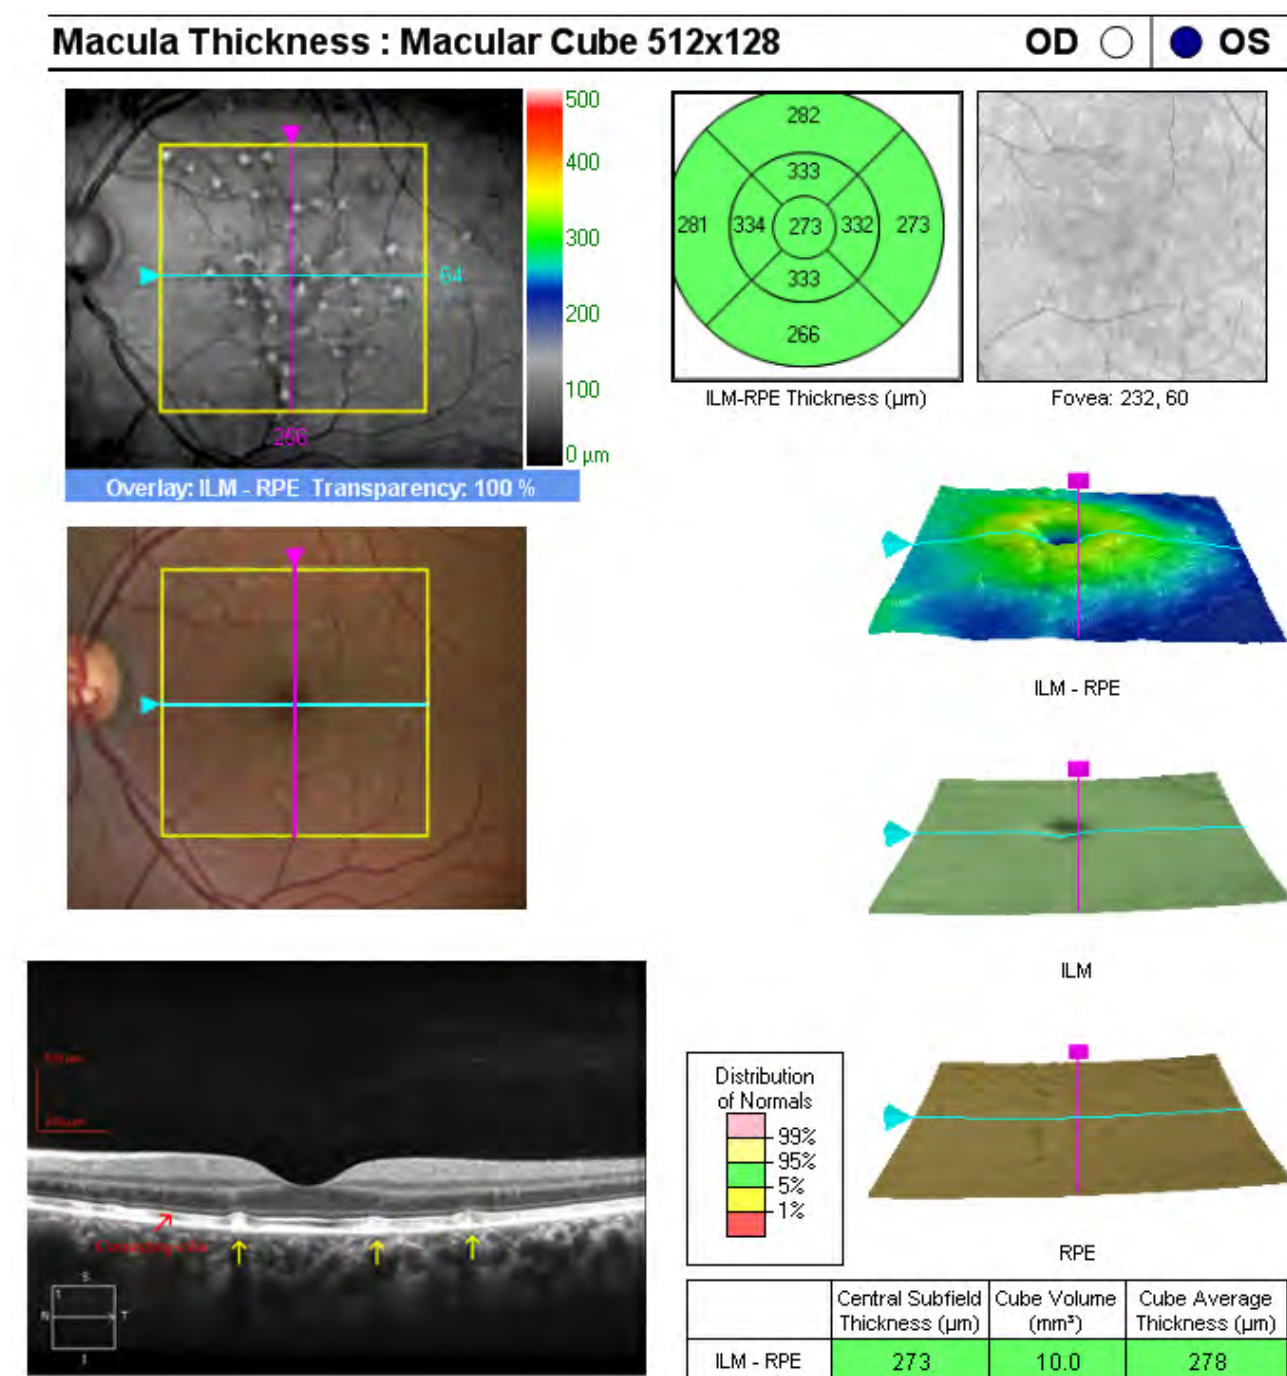 Macula Thickness : Macular Cube 512x128
OD
OS
500
400
300
200
100
0 µm
64
256
Overlay: ILM - RPE Transparency: 100 %
282
333
281
334
273
332
273
333
266
ILM-RPE Thickness (µm)
Fovea: 232, 60
ILM - RPE
ILM
RPE
S
1
N
T
I
Distribution
of Normals
99%
95%
5%
1%
Central Subfield
Thickness (µm)
Cube Volume
(mm³)
Cube Average
Thickness (µm)
ILM - RPE
273
10.0
278